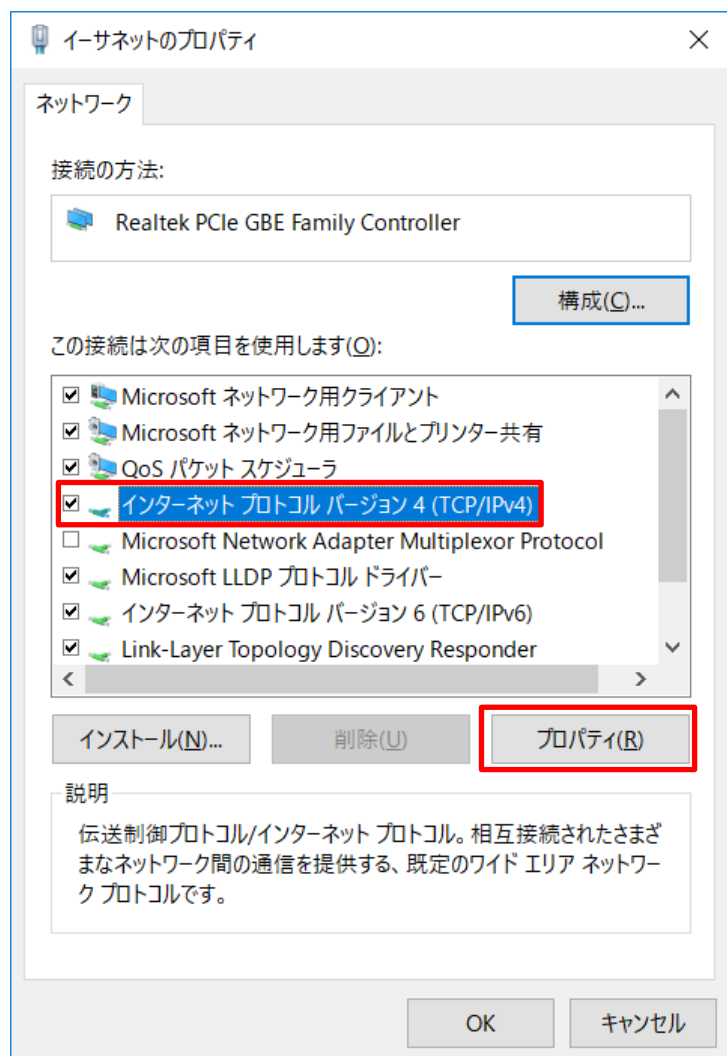 イーサネットのプロパティ
ネットワーク
接続の方法:
Realtek PCIe GBE Family Controller
構成(C)...
この接続は次の項目を使用します(O):
Microsoft ネットワーク用クライアント
Microsoft ネットワーク用ファイルとプリンター共有
QoS パケット スケジューラ
インターネット プロトコル バージョン 4 (TCP/IPv4)
Microsoft Network Adapter Multiplexor Protocol
Microsoft LLDP プロトコル ドライバー
インターネット プロトコル バージョン 6 (TCP/IPv6)
Link-Layer Topology Discovery Responder
インストール(N)...
削除(U)
プロパティ(R)
説明
伝送制御プロトコル/インターネット プロトコル。相互接続されたさまざ
まなネットワーク間の通信を提供する、既定のワイド エリア ネットワー
ク プロトコルです。
OK
キャンセル